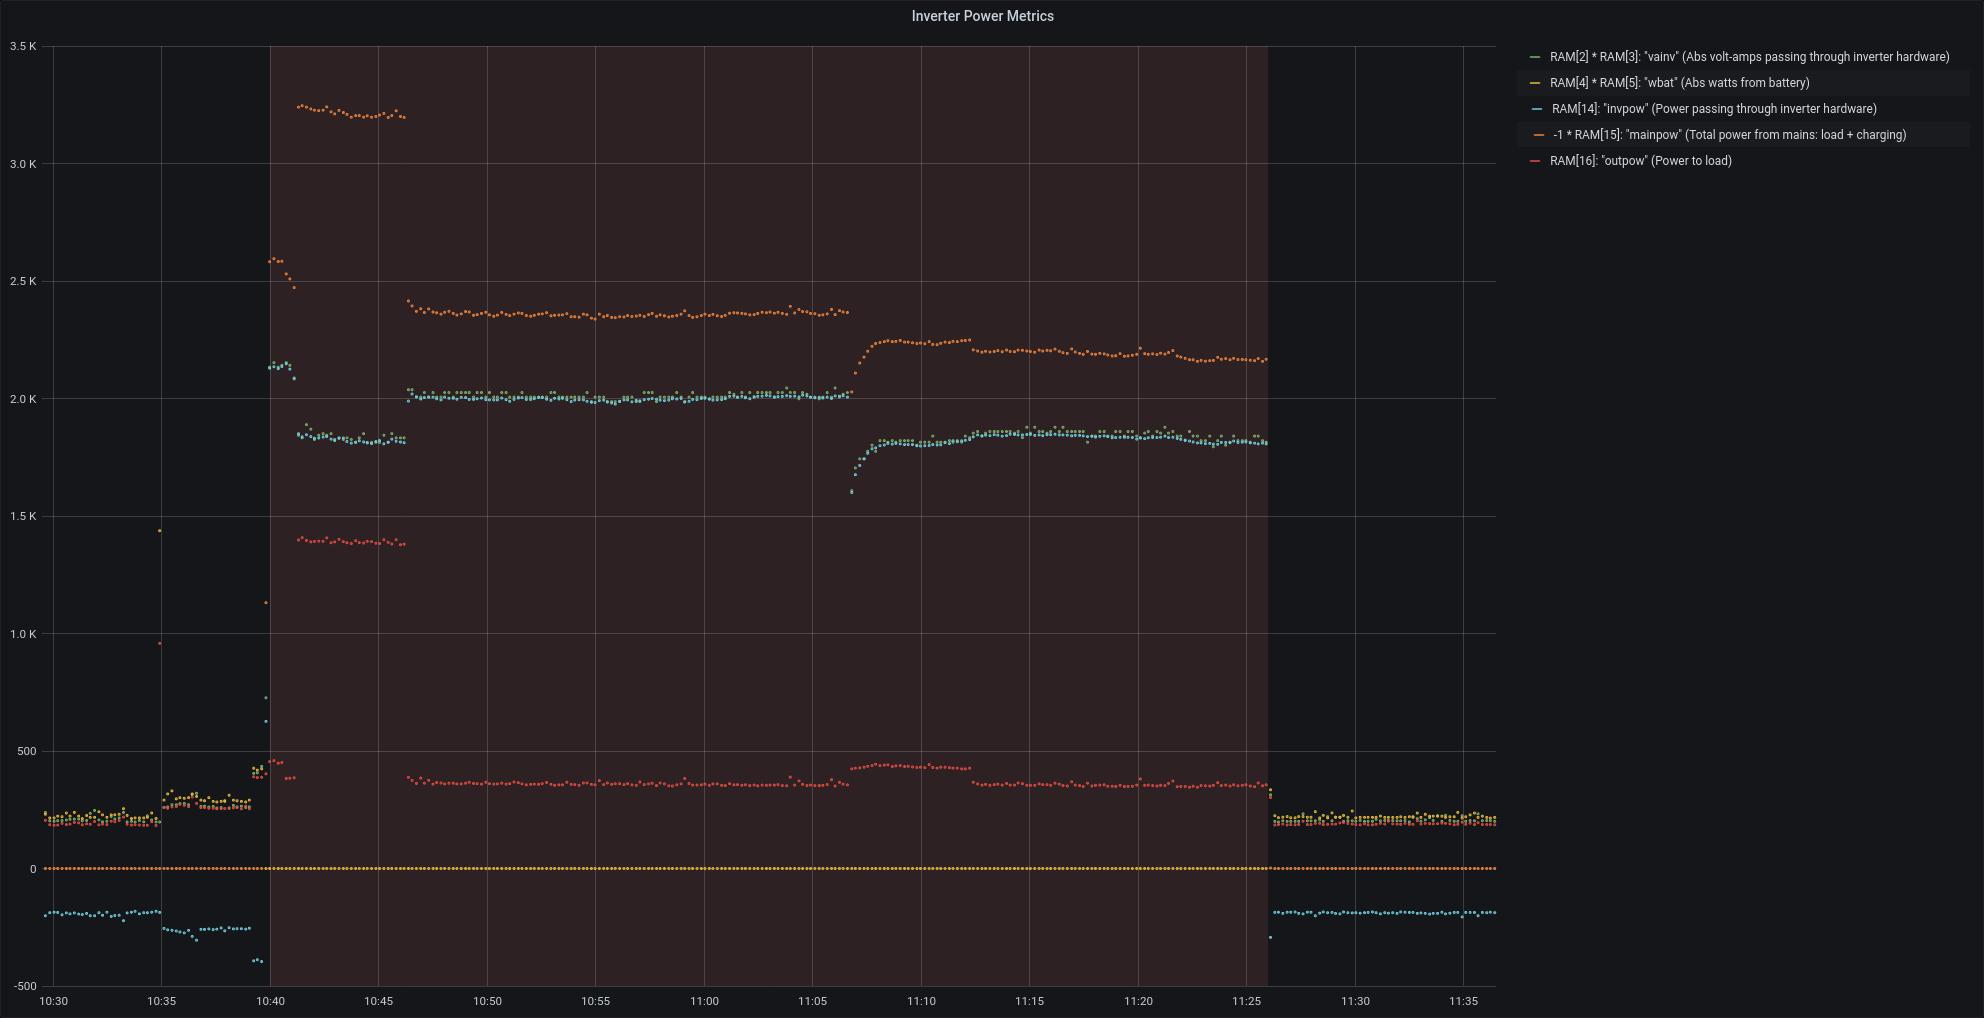 Inverter Power Metrics
3.5 K
3.0 K
2.5 K
2.0 K
1.5 K
1.0 K
500
0
-500
10:30 10:35 10:40 10:45 10:50 10:55 11:00 11:05 11:10 11:15 11:20 11:25 11:30 11:35
RAM[2] * RAM[3]: "vainv" (Abs volt-amps passing through inverter hardware)
RAM[4] * RAM[5]: "wbat" (Abs watts from battery)
RAM[14]: "invpow" (Power passing through inverter hardware)
-1 * RAM[15]: "mainpow" (Total power from mains: load + charging)
RAM[16]: "outpow" (Power to load)